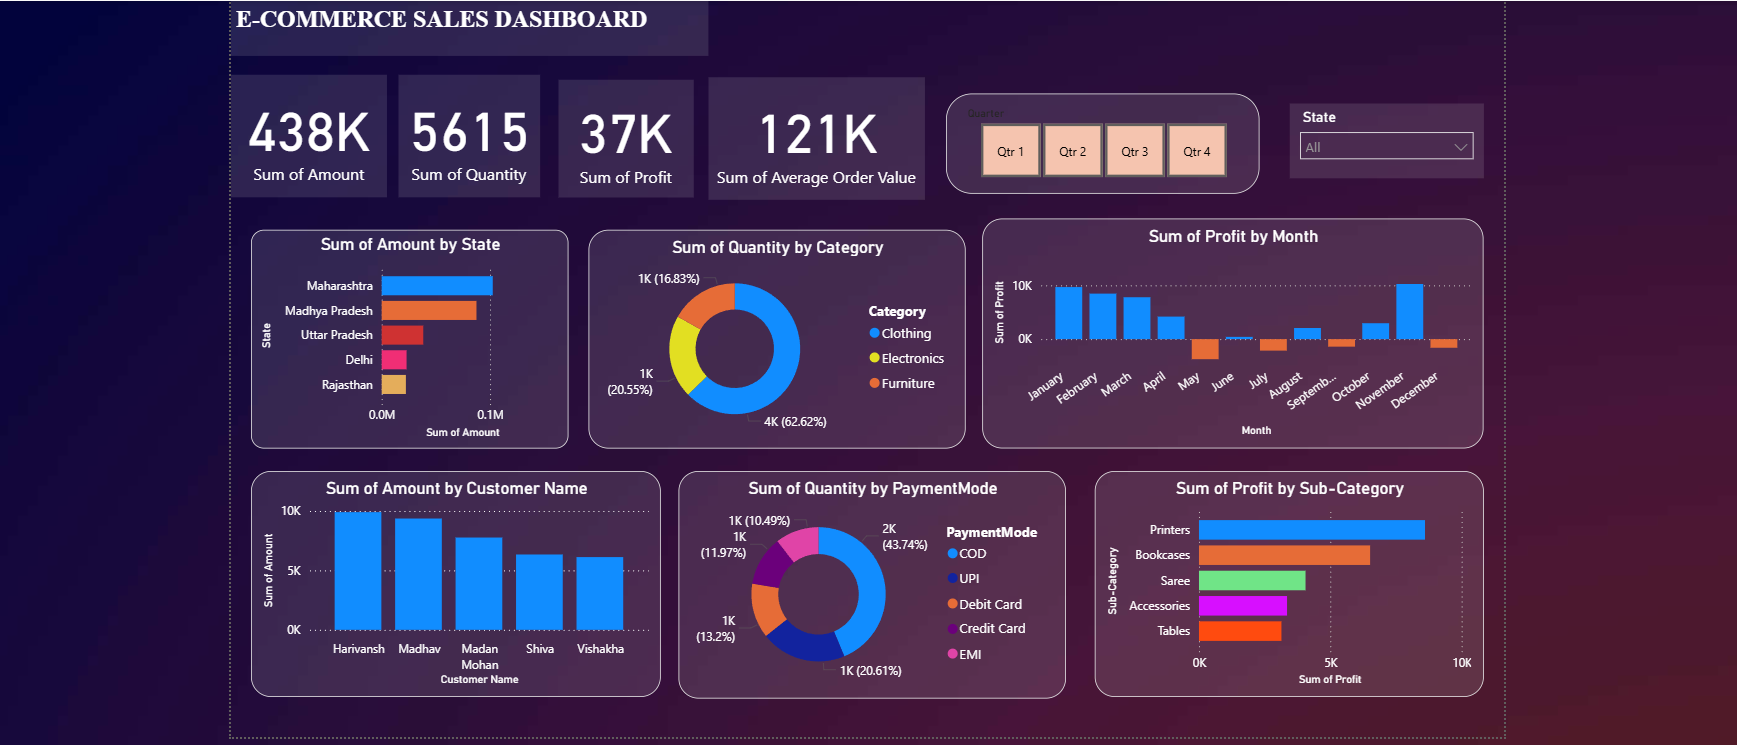 E-COMMERCE SALES DASHBOARD
438K
Sum of Amount
5615
Sum of Quantity
37K
Sum of Profit
121K
Sum of Average Order Value
Quarter
Qtr 1
Qtr 2
Qtr 3
Qtr 4
State
All
Sum of Amount by State
State
Maharashtra
Madhya Pradesh
Uttar Pradesh
Delhi
Rajasthan
0.0M
0.1M
Sum of Amount
Sum of Quantity by Category
1K (16.83%)
1K
(20.55%)
4K (62.62%)
Category
Clothing
Electronics
Furniture
Sum of Profit by Month
Sum of Profit
10K
0K
January
February
March
April
May
June
July
August
Septemb...
October
November
December
Month
Sum of Amount by Customer Name
Sum of Amount
10K
5K
0K
Harivansh
Madhav
Madan
Mohan
Shiva
Vishakha
Customer Name
Sum of Quantity by PaymentMode
1K (10.49%)
1K
(11.97%)
1K
(13.2%)
1K (20.61%)
2K
(43.74%)
PaymentMode
COD
UPI
Debit Card
Credit Card
EMI
Sum of Profit by Sub-Category
Sub-Category
Printers
Bookcases
Saree
Accessories
Tables
0K
5K
10K
Sum of Profit